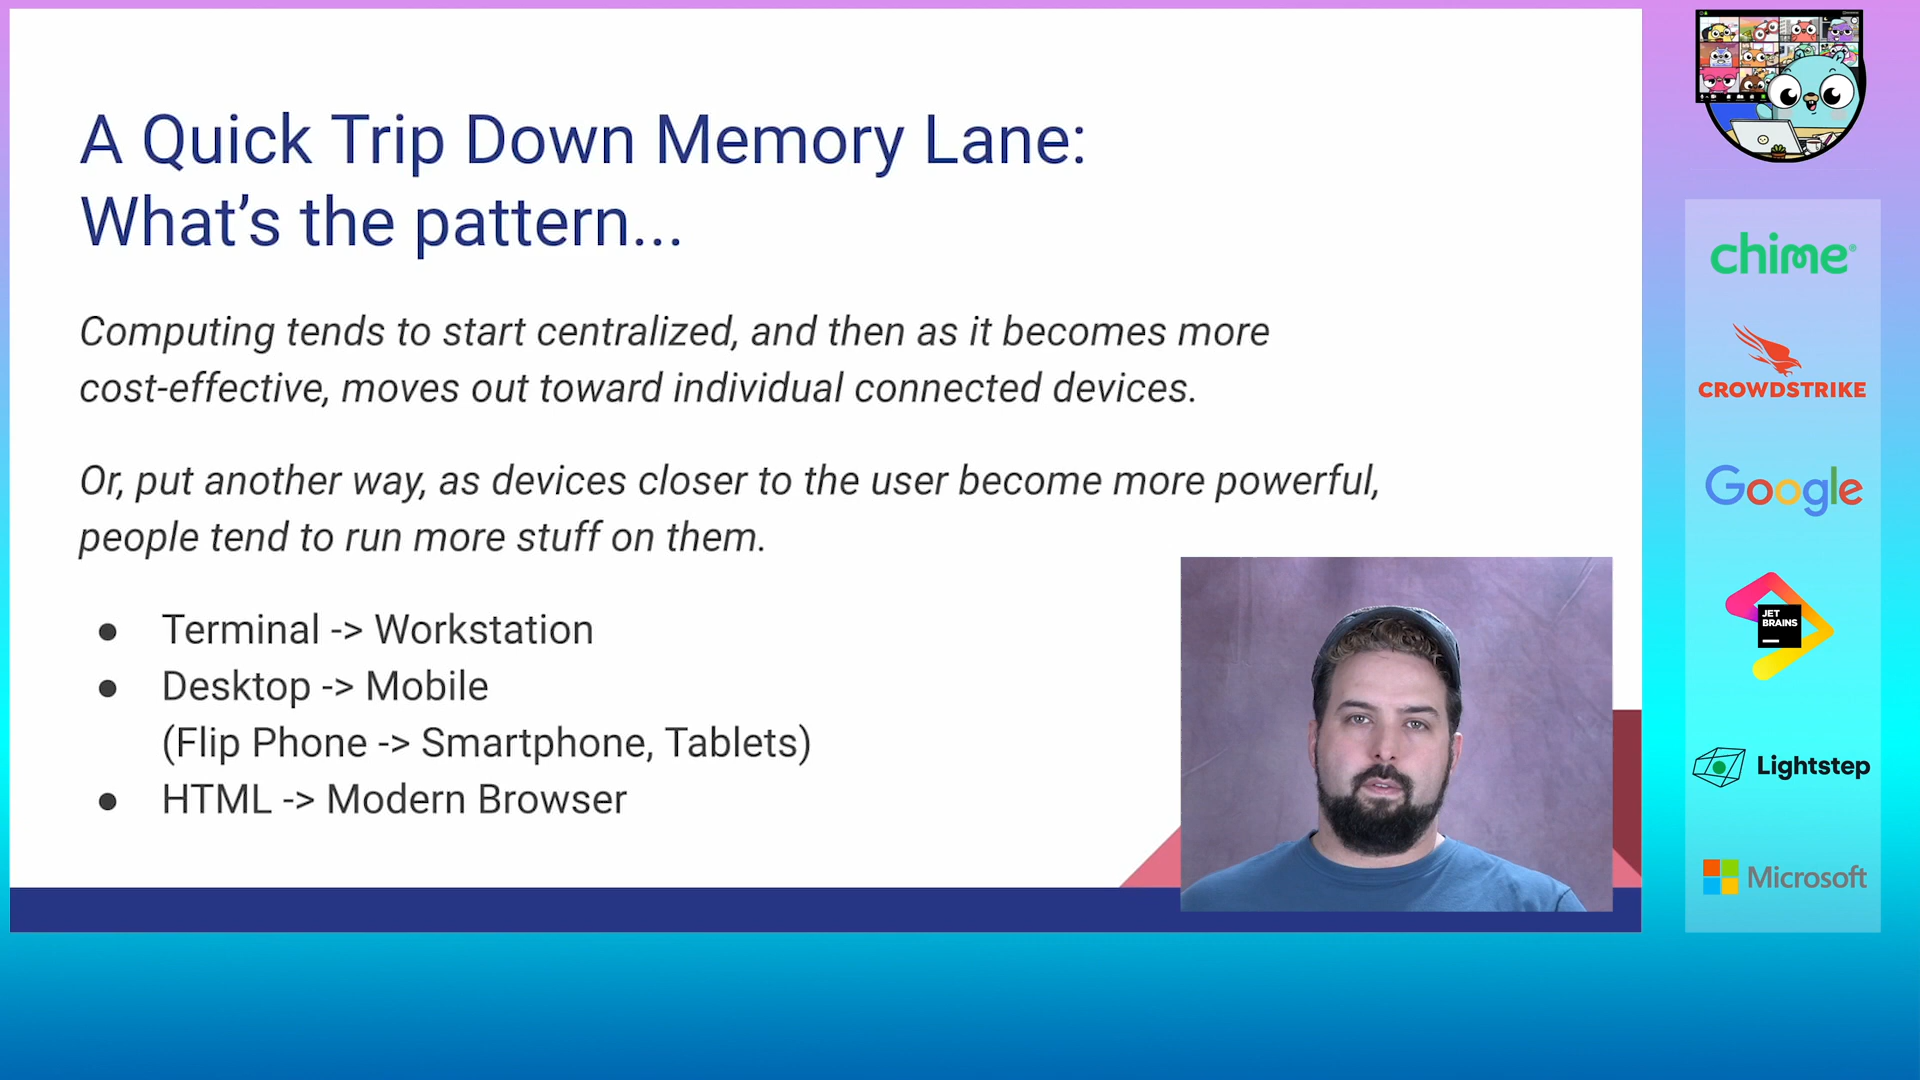 A Quick Trip Down Memory Lane:
What’s the pattern...
Computing tends to start centralized, and then as it becomes more
cost-effective, moves out toward individual connected devices.
Or, put another way, as devices closer to the user become more powerful,
people tend to run more stuff on them.
● Terminal -> Workstation
● Desktop -> Mobile
(Flip Phone -> Smartphone, Tablets)
● HTML -> Modern Browser
chime®
CROWDSTRIKE
Google
JET
BRAINS
Lightstep
Microsoft